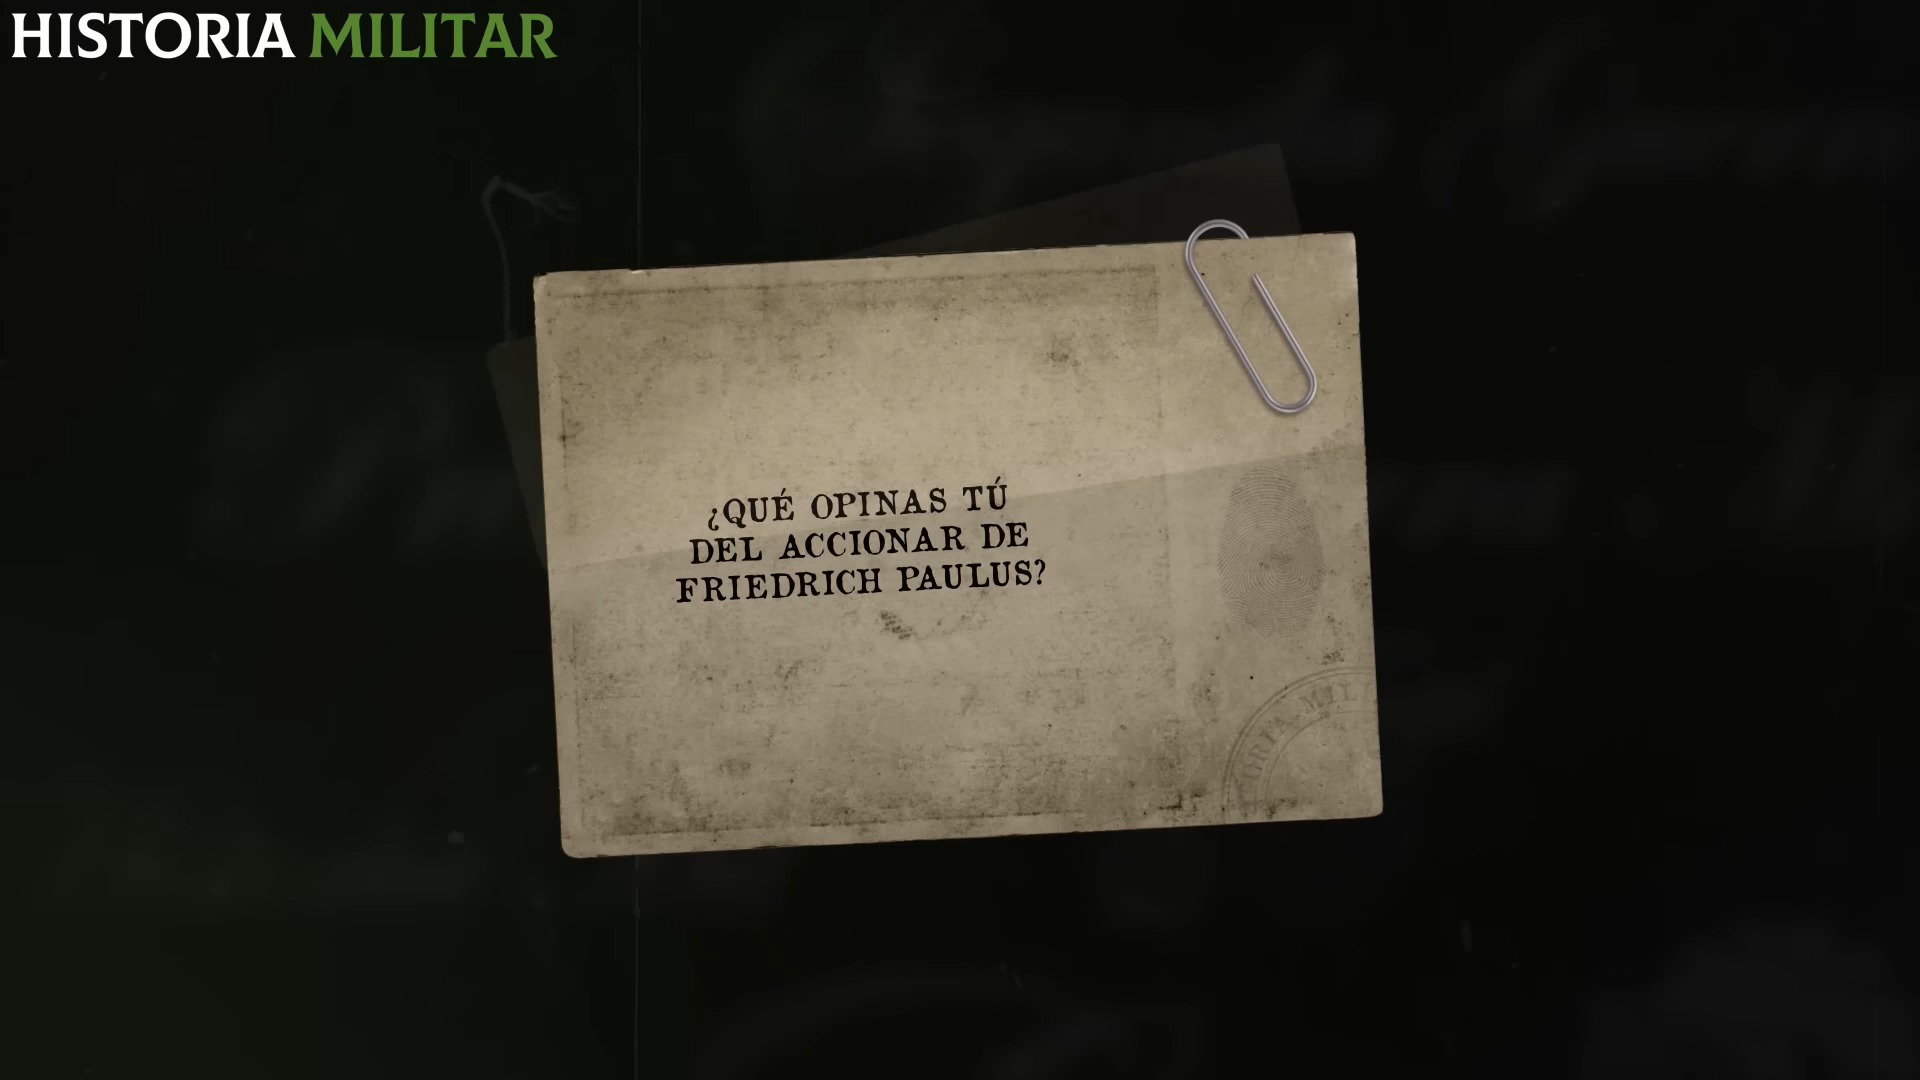 HISTORIA MILITAR
¿QUÉ OPINAS TÚ
DEL ACCIONAR DE
FRIEDRICH PAULUS?